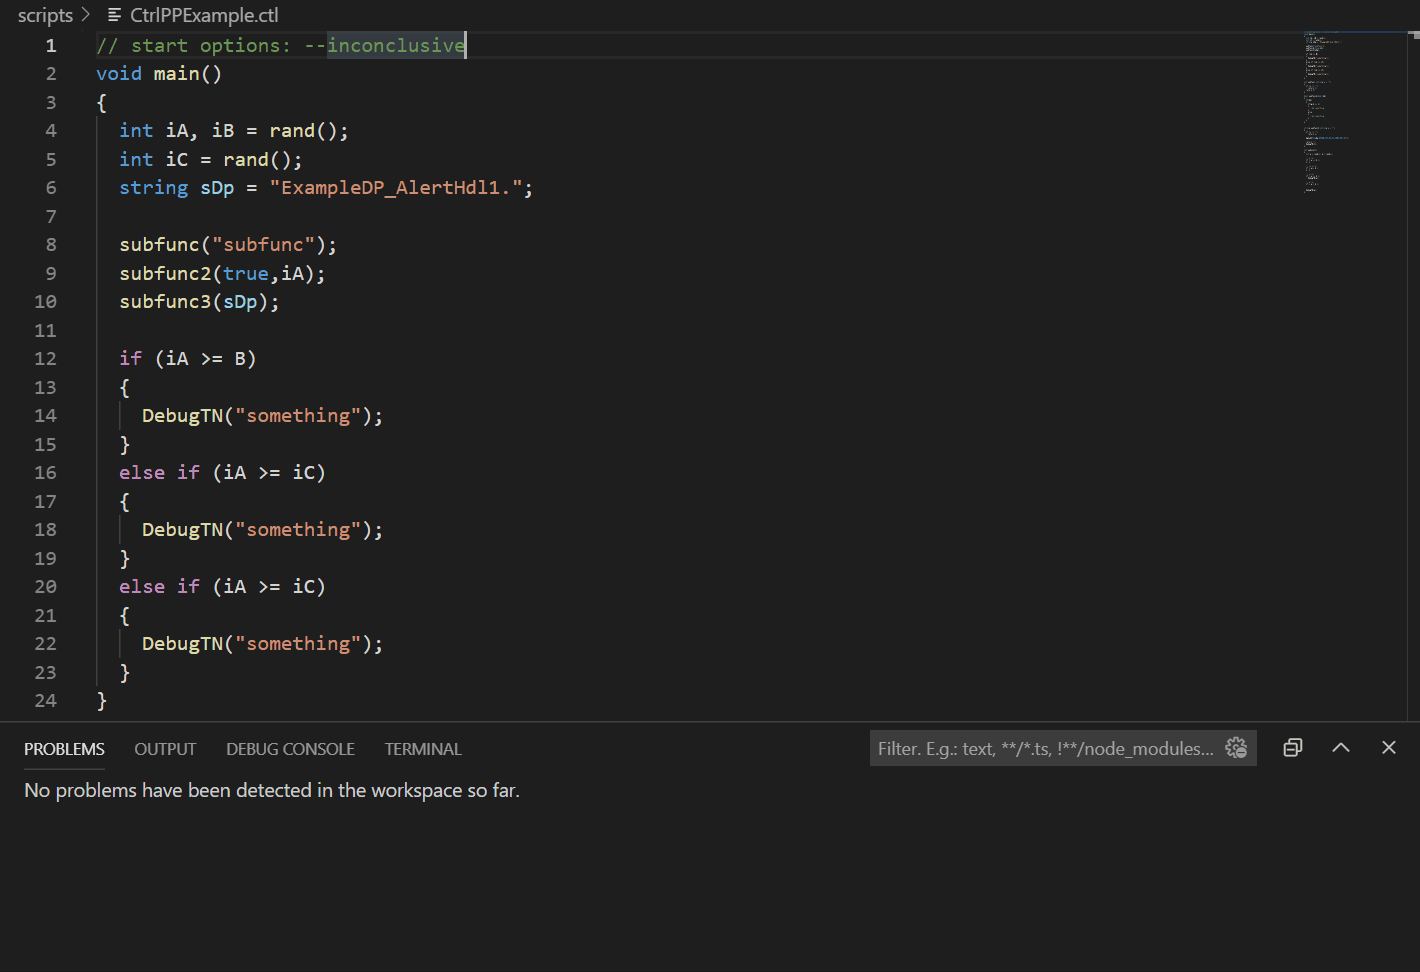 scripts > CtrlPPExample.ctl
1 // start options: --inconclusive
2 void main()
3 {
4 int iA, iB = rand();
5 int iC = rand();
6 string sDp = "ExampleDP_AlertHdl1.";
7
8 subfunc("subfunc");
9 subfunc2(true,iA);
10 subfunc3(sDp);
11
12 if (iA >= B)
13 {
14 DebugTN("something");
15 }
16 else if (iA >= iC)
17 {
18 DebugTN("something");
19 }
20 else if (iA >= iC)
21 {
22 DebugTN("something");
23 }
24 }
PROBLEMS OUTPUT DEBUG CONSOLE TERMINAL Filter. E.g.: text, **/*.ts, !**/node_modules...
No problems have been detected in the workspace so far.